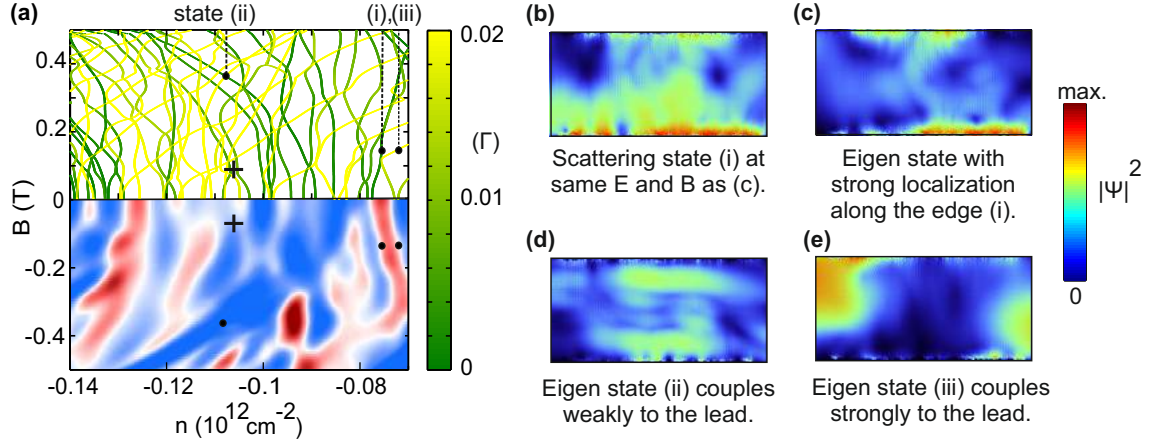 (a)
state (ii)
(i),(iii)
0.4
0.2
0
-0.2
-0.4
B (T)
-0.14
-0.12
-0.1
-0.08
n (10^12 cm^-2)
0.02
(Γ)
0.01
0
(b)
Scattering state (i) at
same E and B as (c).
(c)
Eigen state with
strong localization
along the edge (i).
(d)
Eigen state (ii) couples
weakly to the lead.
(e)
Eigen state (iii) couples
strongly to the lead.
max.
|Ψ|^2
0